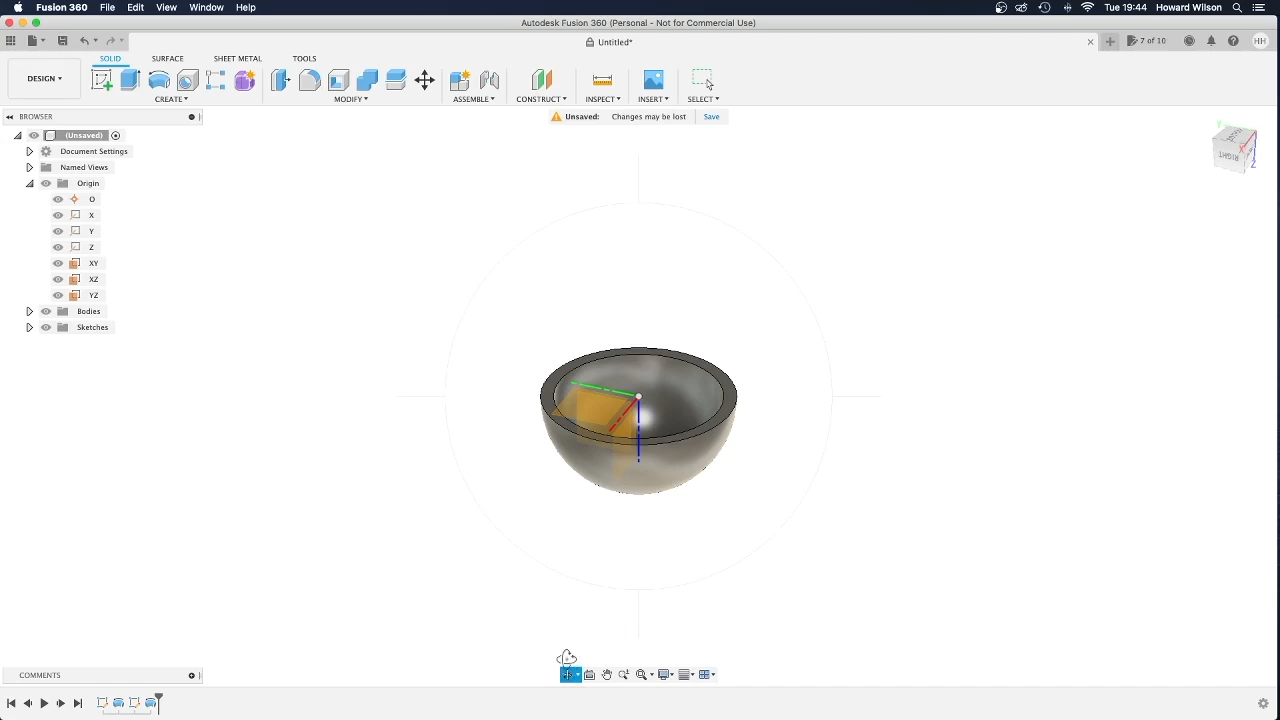 Fusion 360 File Edit View Window Help Tue 19:44 Howard Wilson
Autodesk Fusion 360 (Personal - Not for Commercial Use)
Untitled* 7 of 10 HH
SOLID SURFACE SHEET METAL TOOLS
DESIGN
CREATE MODIFY ASSEMBLE CONSTRUCT INSPECT INSERT SELECT
BROWSER
Unsaved: Changes may be lost Save
(Unsaved)
Document Settings
Named Views
Origin
O
X
Y
Z
XY
XZ
YZ
Bodies
Sketches
Y
RIGHT
Z
COMMENTS